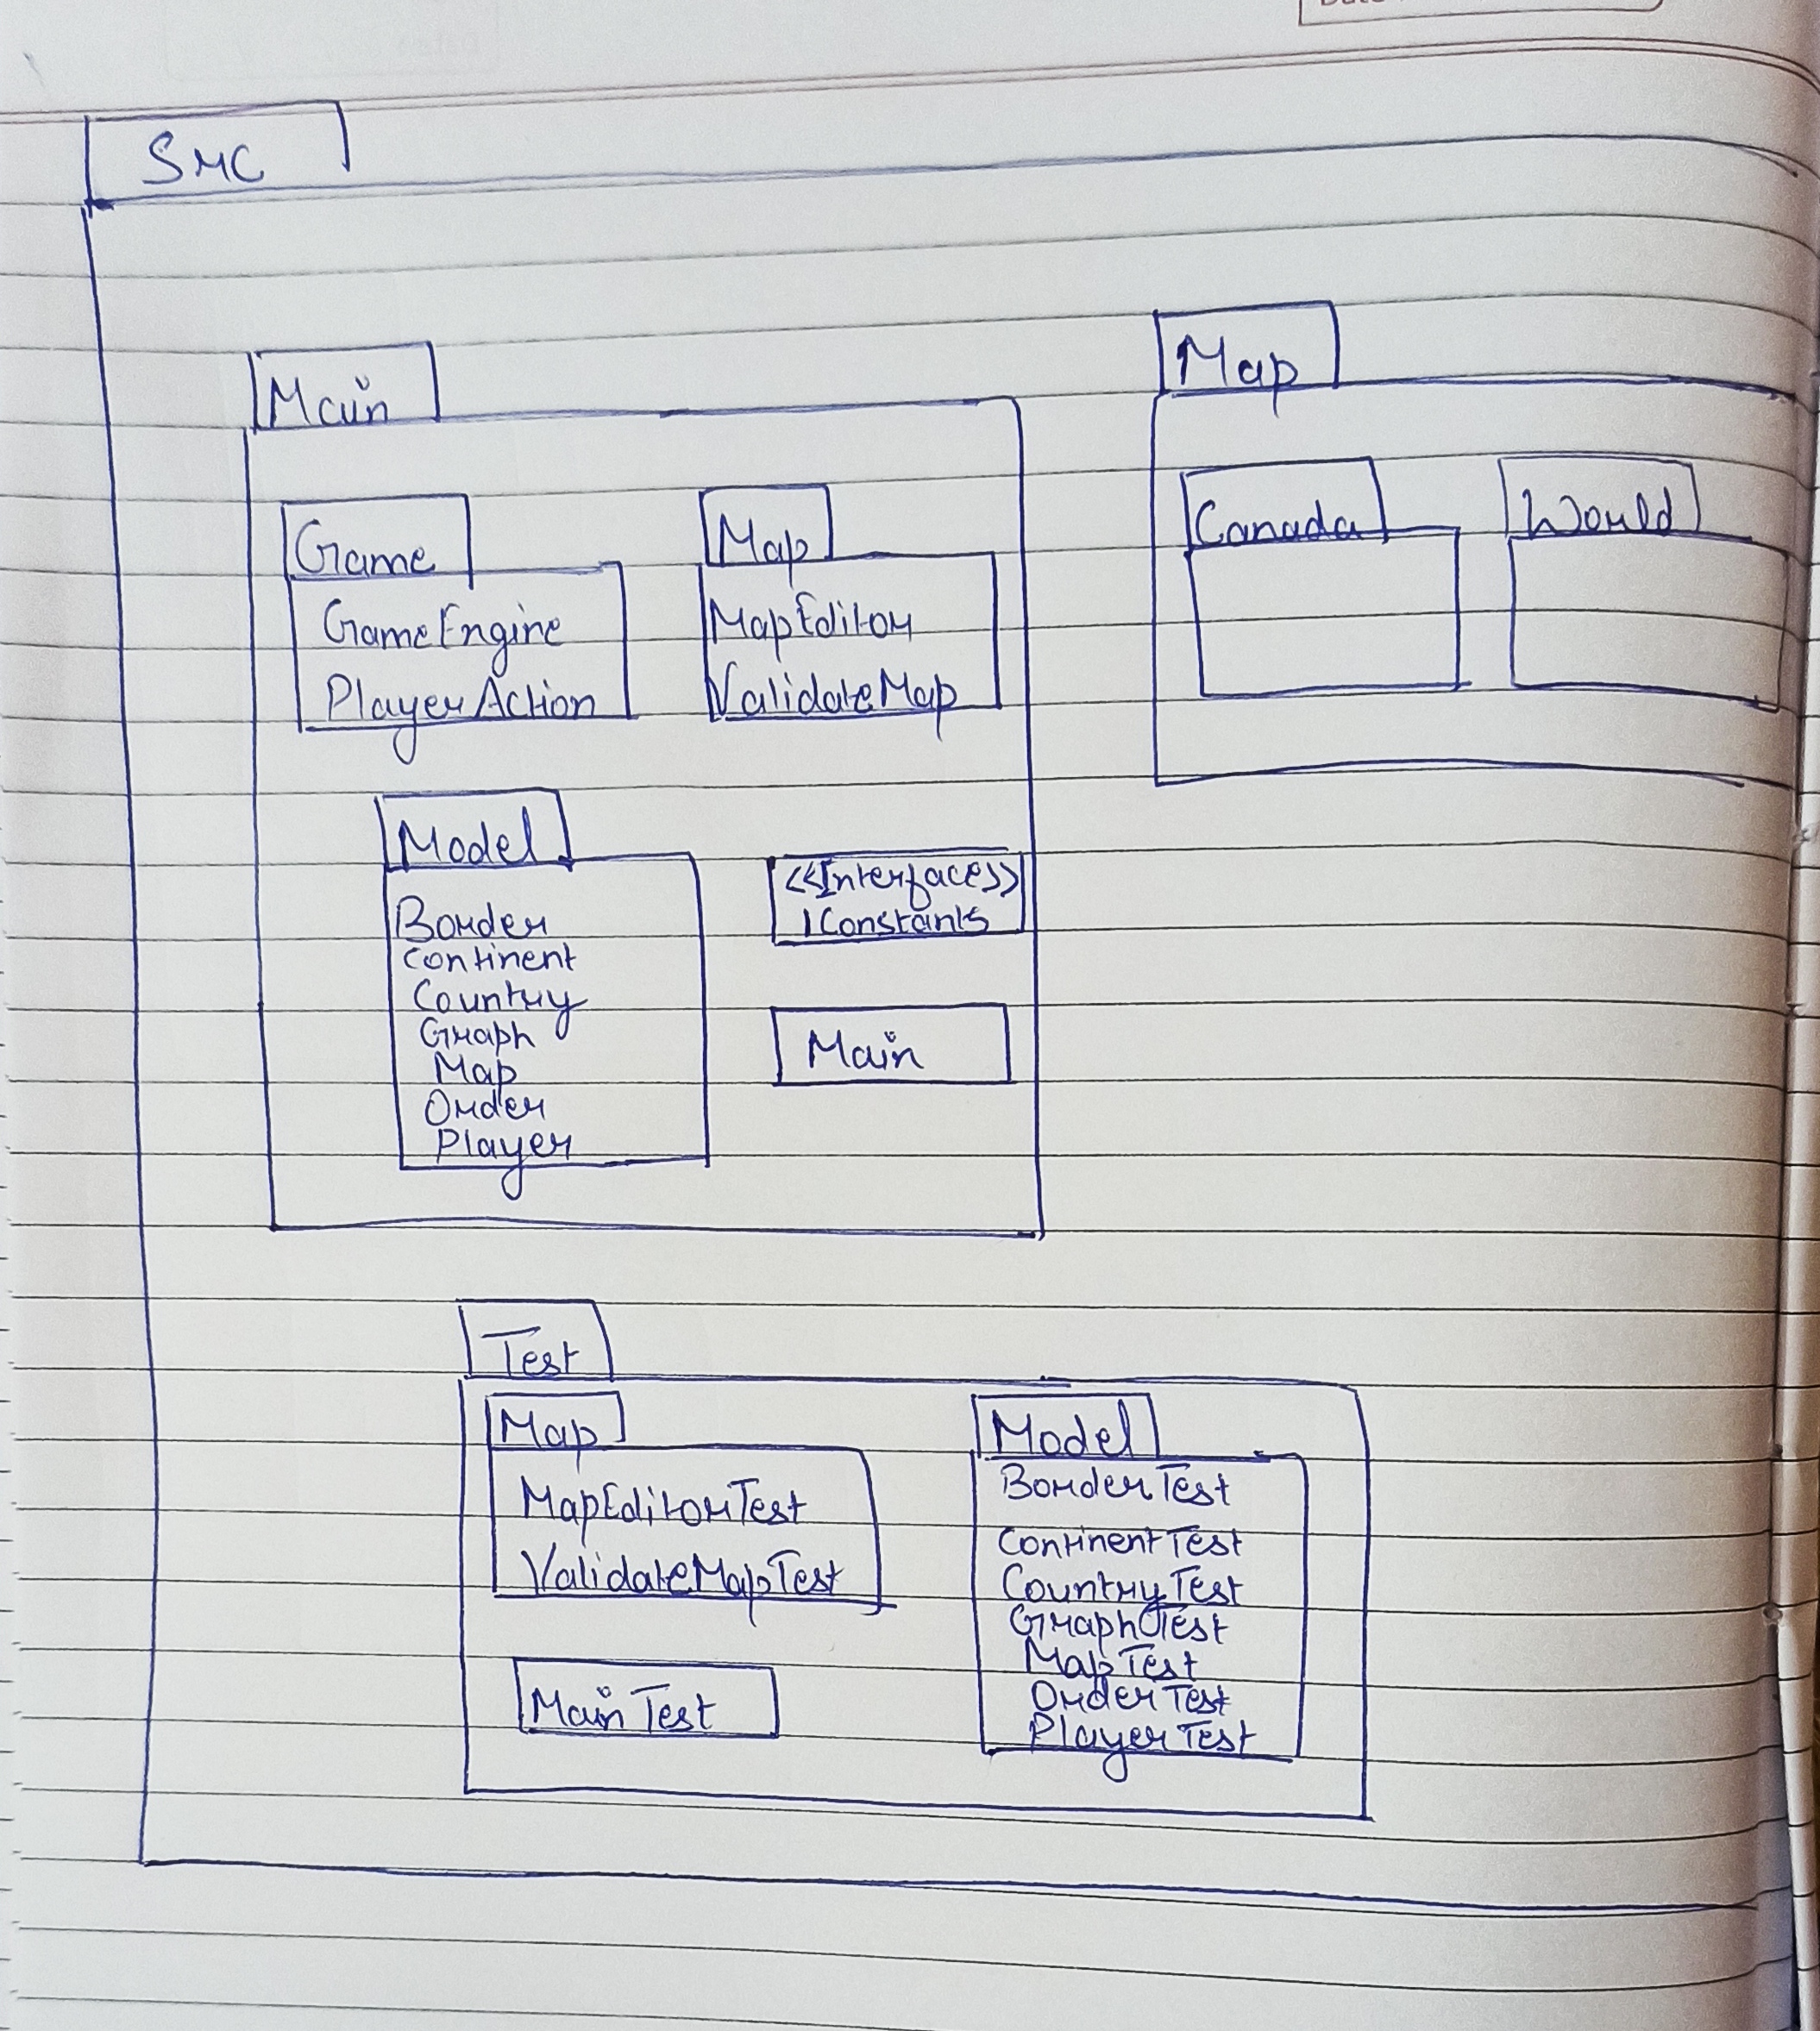 Src
Main
Game
GameEngine
PlayerAction
Map
MapEditor
ValidateMap
Model
Border
Continent
Country
Graph
Map
Order
Player
<<Interfaces>>
IConstants
Main
Map
Canada
World
Test
Map
MapEditorTest
ValidateMapTest
MainTest
Model
BorderTest
ContinentTest
CountryTest
GraphTest
MapTest
OrderTest
PlayerTest